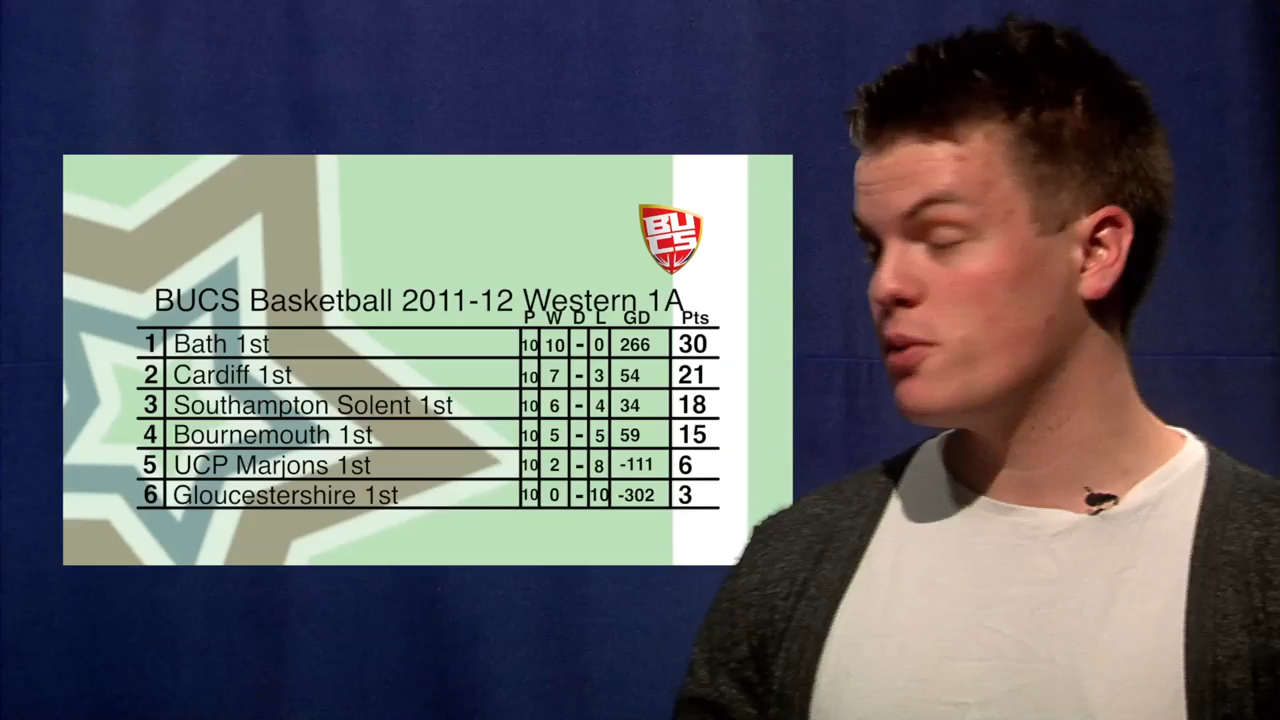 BU
CS
BUCS Basketball 2011-12 Western 1A
P W D L GD Pts
1 Bath 1st 10 10 - 0 266 30
2 Cardiff 1st 10 7 - 3 54 21
3 Southampton Solent 1st 10 6 - 4 34 18
4 Bournemouth 1st 10 5 - 5 59 15
5 UCP Marjons 1st 10 2 - 8 -111 6
6 Gloucestershire 1st 10 0 - 10 -302 3